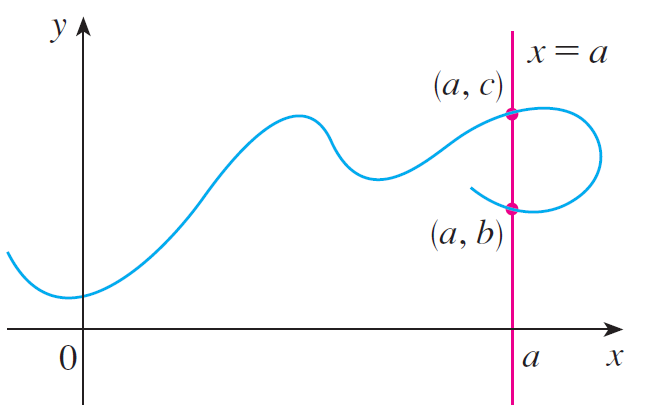 y
x = a
(a, c)
(a, b)
0
a
x